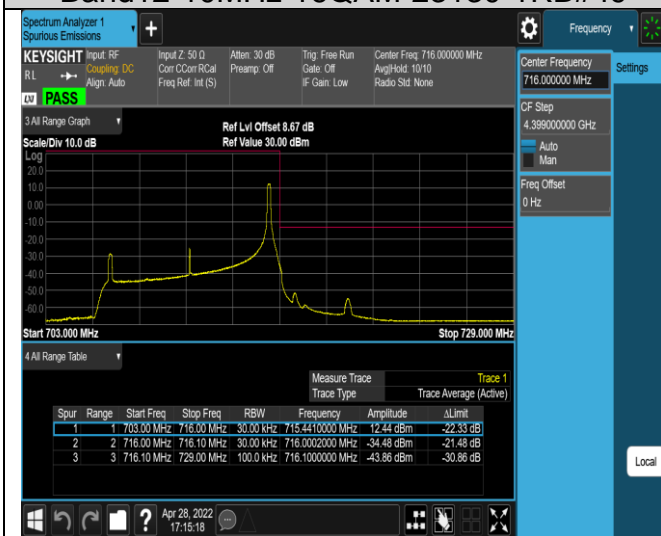 Band12-10MHz-16QAM-23130-1RB#49
Spectrum Analyzer 1
Spurious Emissions
+
Frequency
KEYSIGHT
Input: RF
Input Z: 50 Ω
Atten: 30 dB
Trig: Free Run
Center Freq: 716.000000 MHz
R L
Coupling: DC
Corr CCorr RCal
Preamp: Off
Gate: Off
Avg|Hold: 10/10
Align: Auto
Freq Ref: Int (S)
IF Gain: Low
Radio Std: None
LXI PASS
Center Frequency
716.000000 MHz
Settings
CF Step
4.399000000 GHz
Auto
Man
Freq Offset
0 Hz
3 All Range Graph
Ref Lvl Offset 8.67 dB
Scale/Div 10.0 dB
Ref Value 30.00 dBm
Log
20.0
10.0
0.00
-10.0
-20.0
-30.0
-40.0
-50.0
-60.0
Start 703.000 MHz
Stop 729.000 MHz
4 All Range Table
Measure Trace Trace 1
Trace Type Trace Average (Active)
Spur Range Start Freq Stop Freq RBW Frequency Amplitude ΔLimit
1 1 703.00 MHz 716.00 MHz 30.00 kHz 715.4410000 MHz 12.44 dBm -22.33 dB
2 2 716.00 MHz 716.10 MHz 30.00 kHz 716.0002000 MHz -34.48 dBm -21.48 dB
3 3 716.10 MHz 729.00 MHz 100.0 kHz 716.1000000 MHz -43.86 dBm -30.86 dB
Local
?
Apr 28, 2022
17:15:18